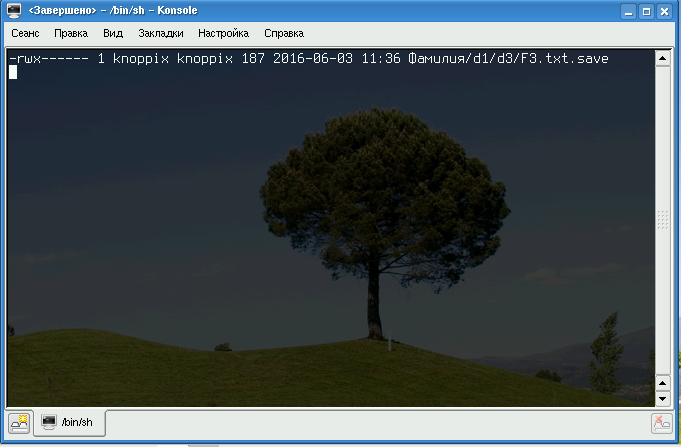 <Завершено> – /bin/sh – Konsole
Сеанс Правка Вид Закладки Настройка Справка
-rwx------ 1 knoppix knoppix 187 2016-06-03 11:36 Фамилия/d1/d3/F3.txt.save
/bin/sh